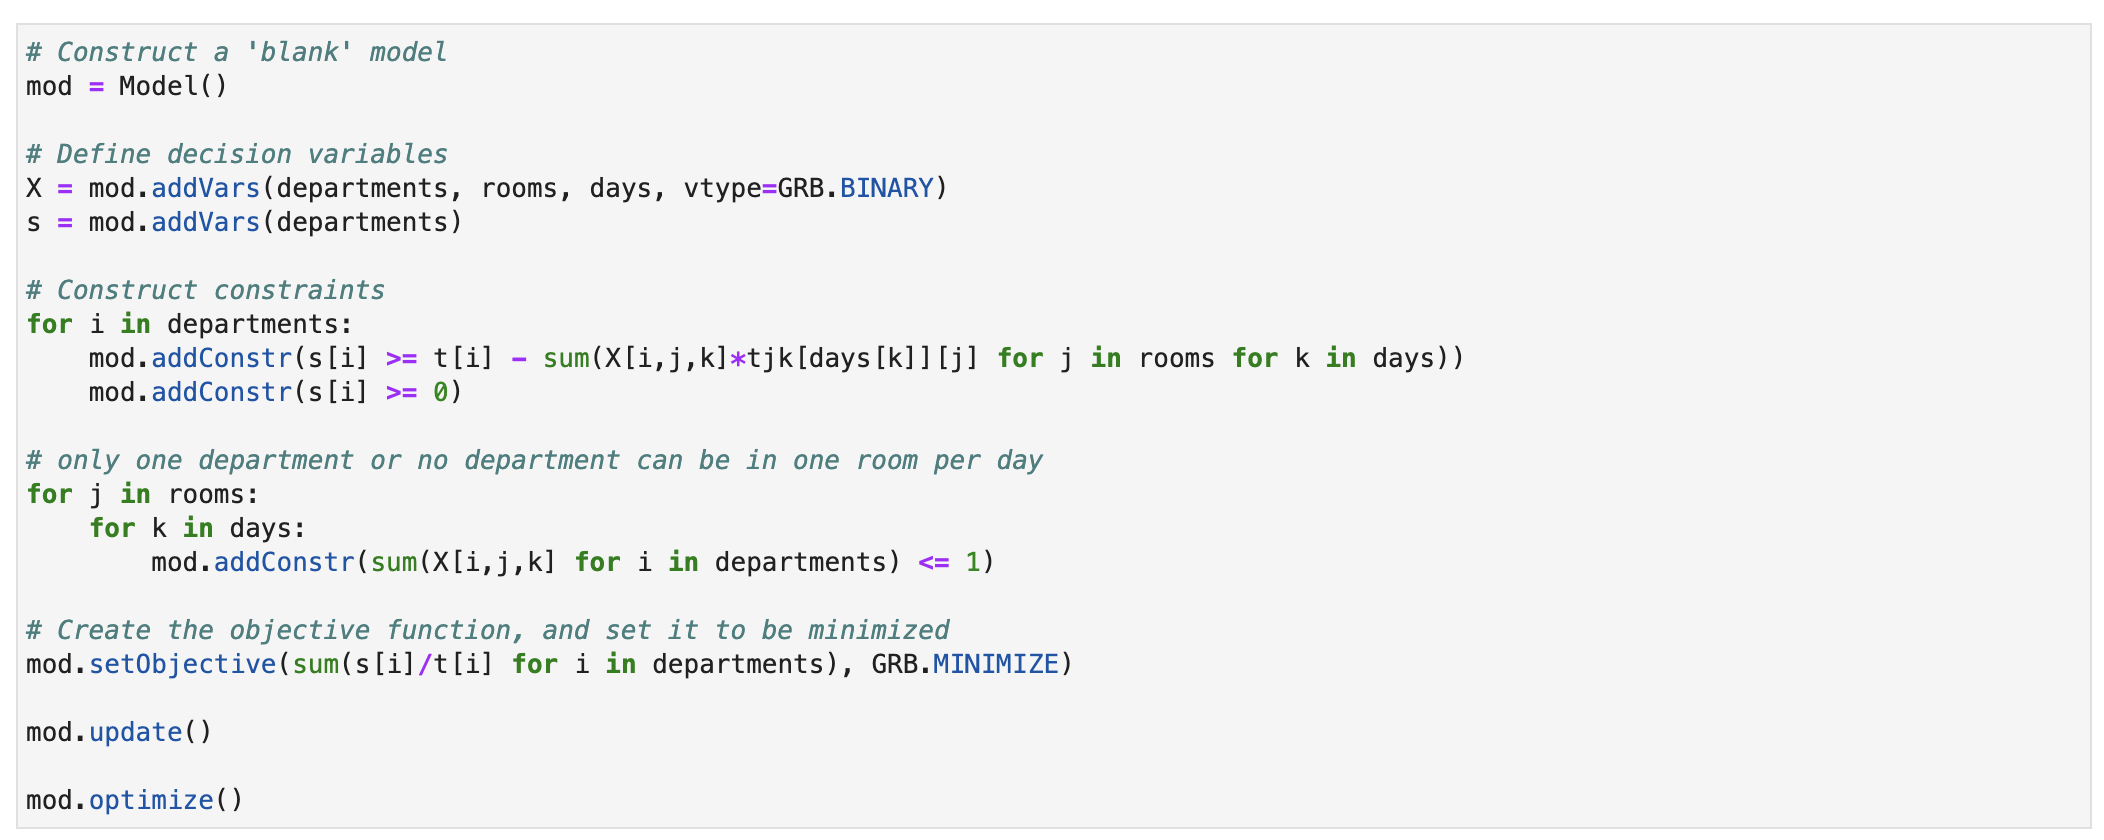 # Construct a 'blank' model
mod = Model()

# Define decision variables
X = mod.addVars(departments, rooms, days, vtype=GRB.BINARY)
s = mod.addVars(departments)

# Construct constraints
for i in departments:
    mod.addConstr(s[i] >= t[i] - sum(X[i,j,k]*tjk[days[k]][j] for j in rooms for k in days))
    mod.addConstr(s[i] >= 0)

# only one department or no department can be in one room per day
for j in rooms:
    for k in days:
        mod.addConstr(sum(X[i,j,k] for i in departments) <= 1)

# Create the objective function, and set it to be minimized
mod.setObjective(sum(s[i]/t[i] for i in departments), GRB.MINIMIZE)

mod.update()

mod.optimize()